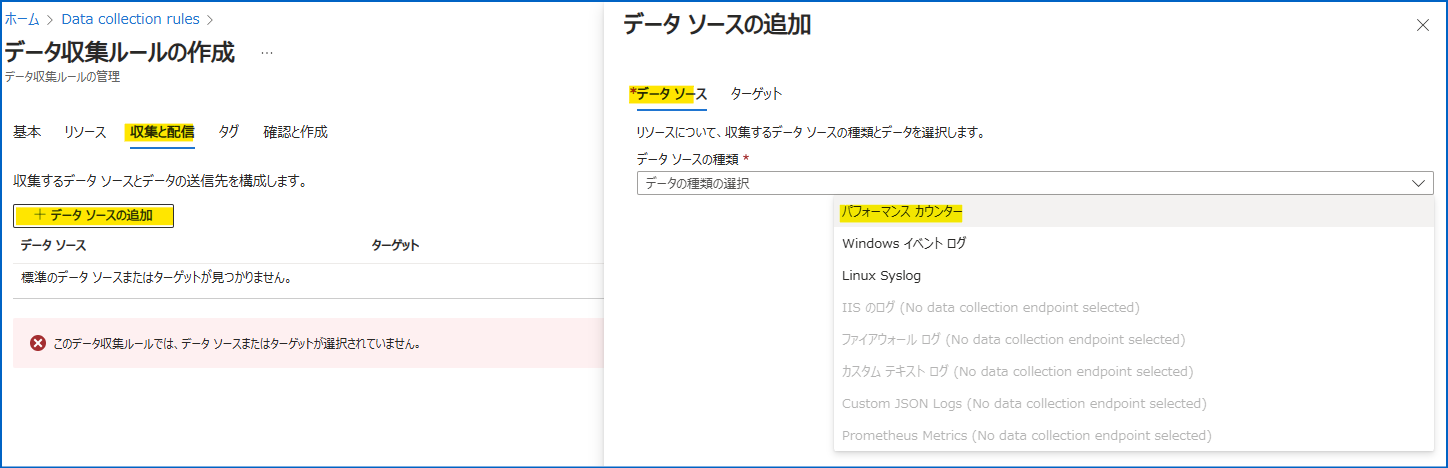 ホーム > Data collection rules >
データ収集ルールの作成 …
データ収集ルールの管理
基本 リソース 収集と配信 タグ 確認と作成
収集するデータ ソースとデータの送信先を構成します。
+ データ ソースの追加
データ ソース ターゲット
標準のデータ ソースまたはターゲットが見つかりません。
このデータ収集ルールでは、データ ソースまたはターゲットが選択されていません。
データ ソースの追加
*データ ソース ターゲット
リソースについて、収集するデータ ソースの種類とデータを選択します。
データ ソースの種類 *
データの種類の選択
パフォーマンス カウンター
Windows イベント ログ
Linux Syslog
IIS のログ (No data collection endpoint selected)
ファイアウォール ログ (No data collection endpoint selected)
カスタム テキスト ログ (No data collection endpoint selected)
Custom JSON Logs (No data collection endpoint selected)
Prometheus Metrics (No data collection endpoint selected)